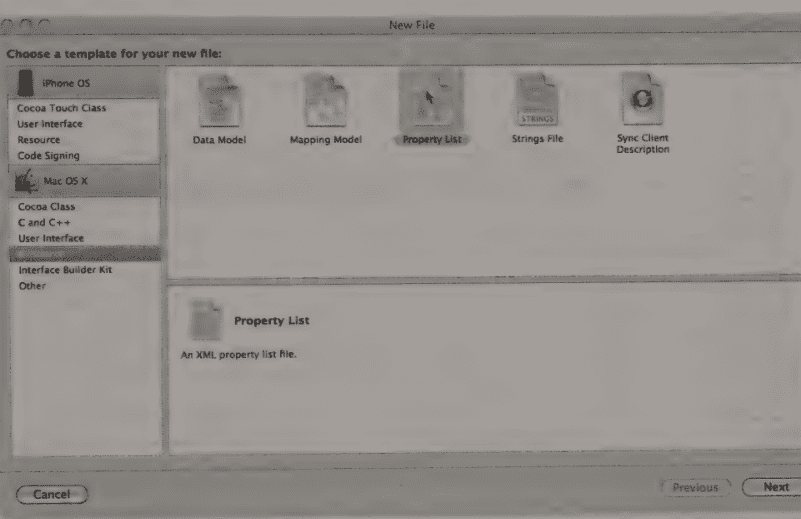 New File
Choose a template for your new file:
iPhone OS
Cocoa Touch Class
User Interface
Resource
Code Signing
Mac OS X
Cocoa Class
C and C++
User Interface
Interface Builder Kit
Other
Data Model
Mapping Model
Property List
STRINGS
Strings File
Sync Client
Description
Property List
An XML property list file.
Cancel
Previous
Next